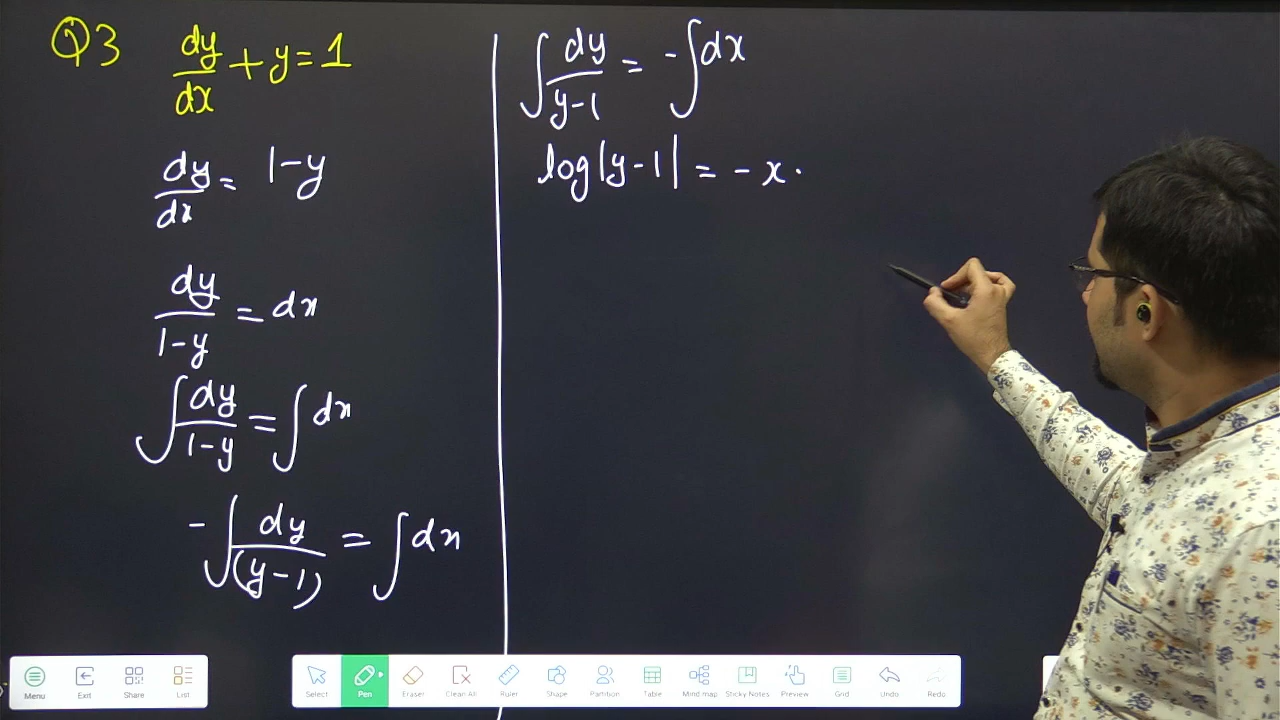 Q3 dy/dx + y = 1
dy/dx = 1-y
dy/1-y = dx
∫ dy/1-y = ∫ dx
-∫ dy/(y-1) = ∫ dx
∫ dy/y-1 = -∫ dx
log|y-1| = -x.
Menu Exit Share List
Select Pen Eraser Clean All Ruler Shape Partition Table Mind map Sticky Notes Preview Grid Undo Redo